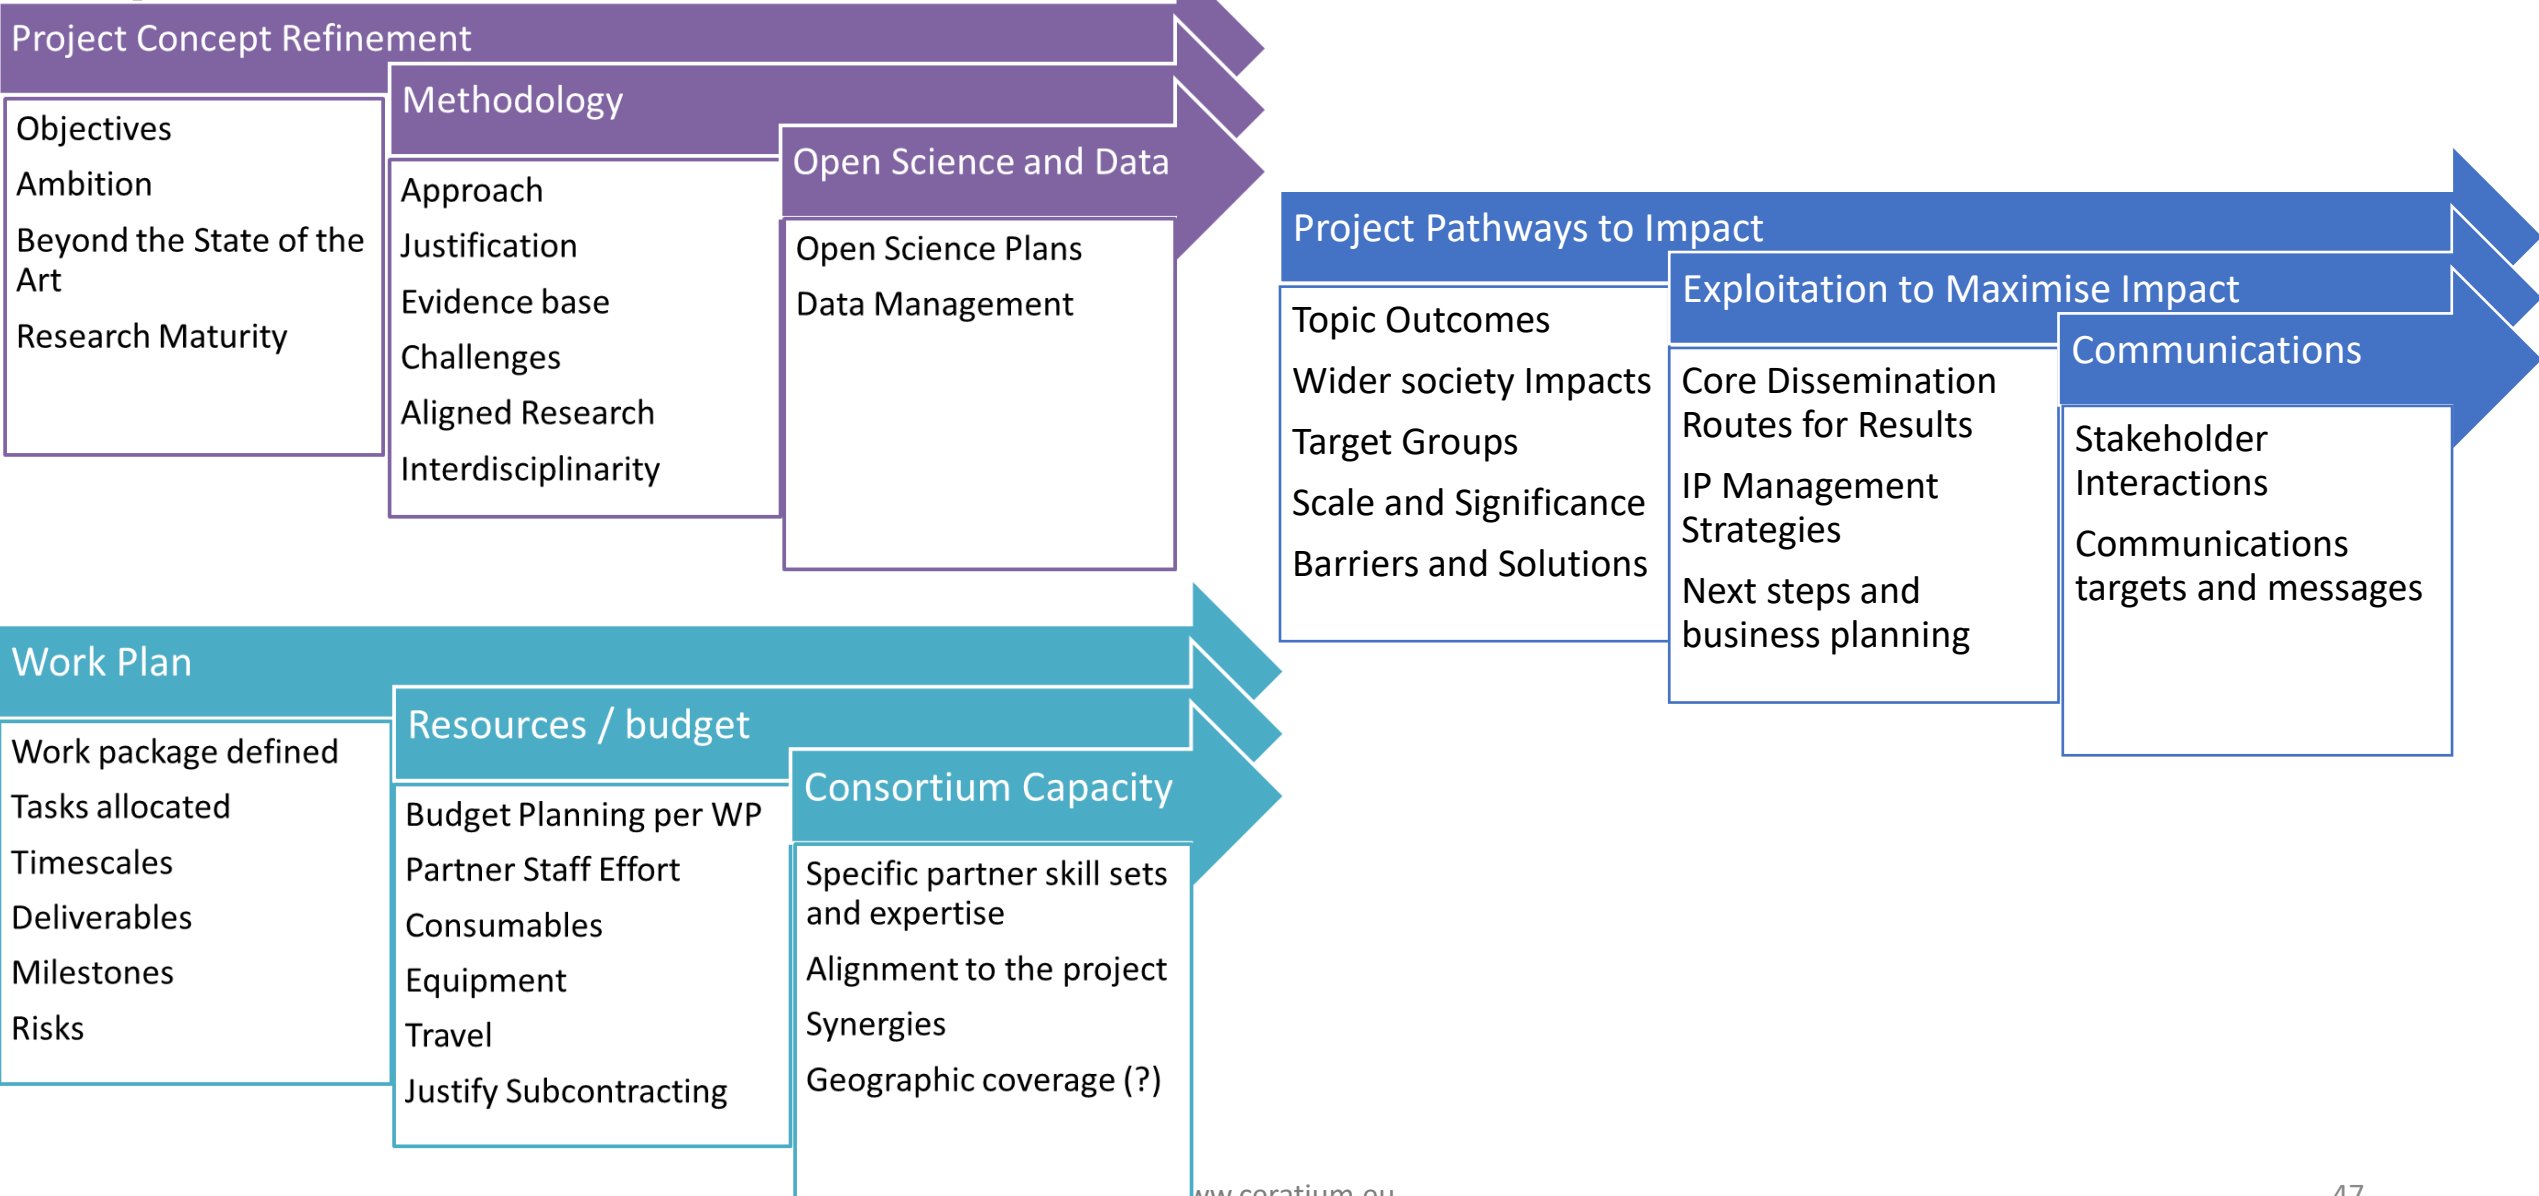 Project Concept Refinement
Objectives
Ambition
Beyond the State of the
Art
Research Maturity
Methodology
Approach
Justification
Evidence base
Challenges
Aligned Research
Interdisciplinarity
Open Science and Data
Open Science Plans
Data Management
Project Pathways to Impact
Topic Outcomes
Wider society Impacts
Target Groups
Scale and Significance
Barriers and Solutions
Exploitation to Maximise Impact
Core Dissemination
Routes for Results
IP Management
Strategies
Next steps and
business planning
Communications
Stakeholder
Interactions
Communications
targets and messages
Work Plan
Work package defined
Tasks allocated
Timescales
Deliverables
Milestones
Risks
Resources / budget
Budget Planning per WP
Partner Staff Effort
Consumables
Equipment
Travel
Justify Subcontracting
Consortium Capacity
Specific partner skill sets
and expertise
Alignment to the project
Synergies
Geographic coverage (?)
47